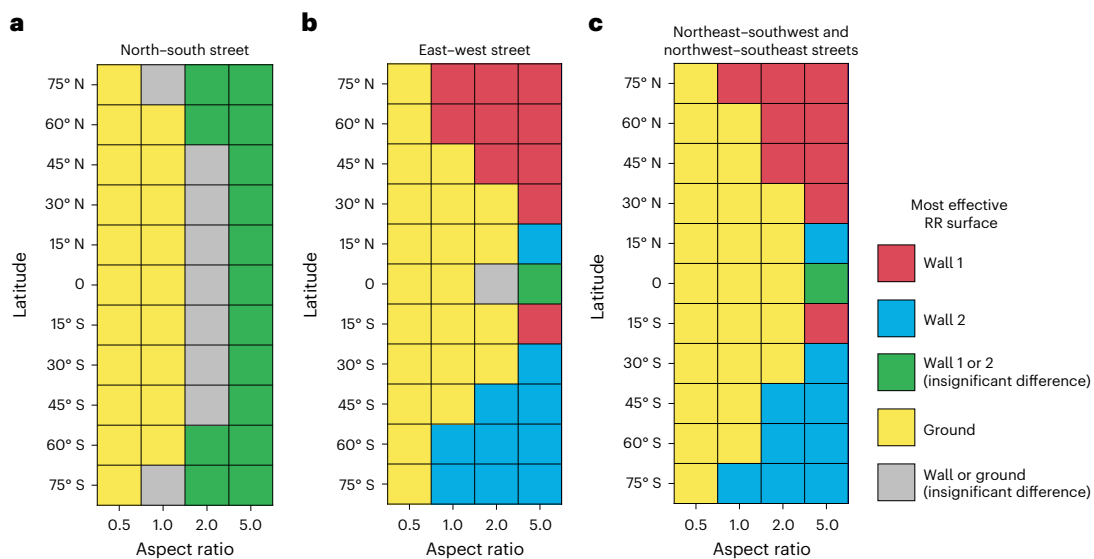 a
North–south street
75° N
60° N
45° N
30° N
15° N
0
15° S
30° S
45° S
60° S
75° S
Latitude
0.5 1.0 2.0 5.0
Aspect ratio
b
East–west street
75° N
60° N
45° N
30° N
15° N
0
15° S
30° S
45° S
60° S
75° S
Latitude
0.5 1.0 2.0 5.0
Aspect ratio
c
Northeast–southwest and
northwest–southeast streets
75° N
60° N
45° N
30° N
15° N
0
15° S
30° S
45° S
60° S
75° S
Latitude
0.5 1.0 2.0 5.0
Aspect ratio
Most effective
RR surface
Wall 1
Wall 2
Wall 1 or 2
(insignificant difference)
Ground
Wall or ground
(insignificant difference)